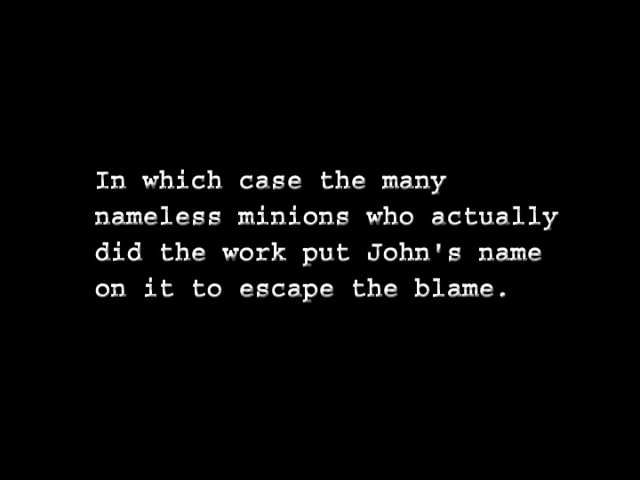 In which case the many
nameless minions who actually
did the work put John's name
on it to escape the blame.